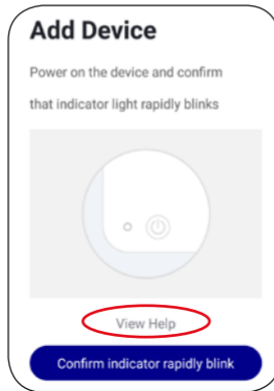 Add Device
Power on the device and confirm
that indicator light rapidly blinks
View Help
Confirm indicator rapidly blink